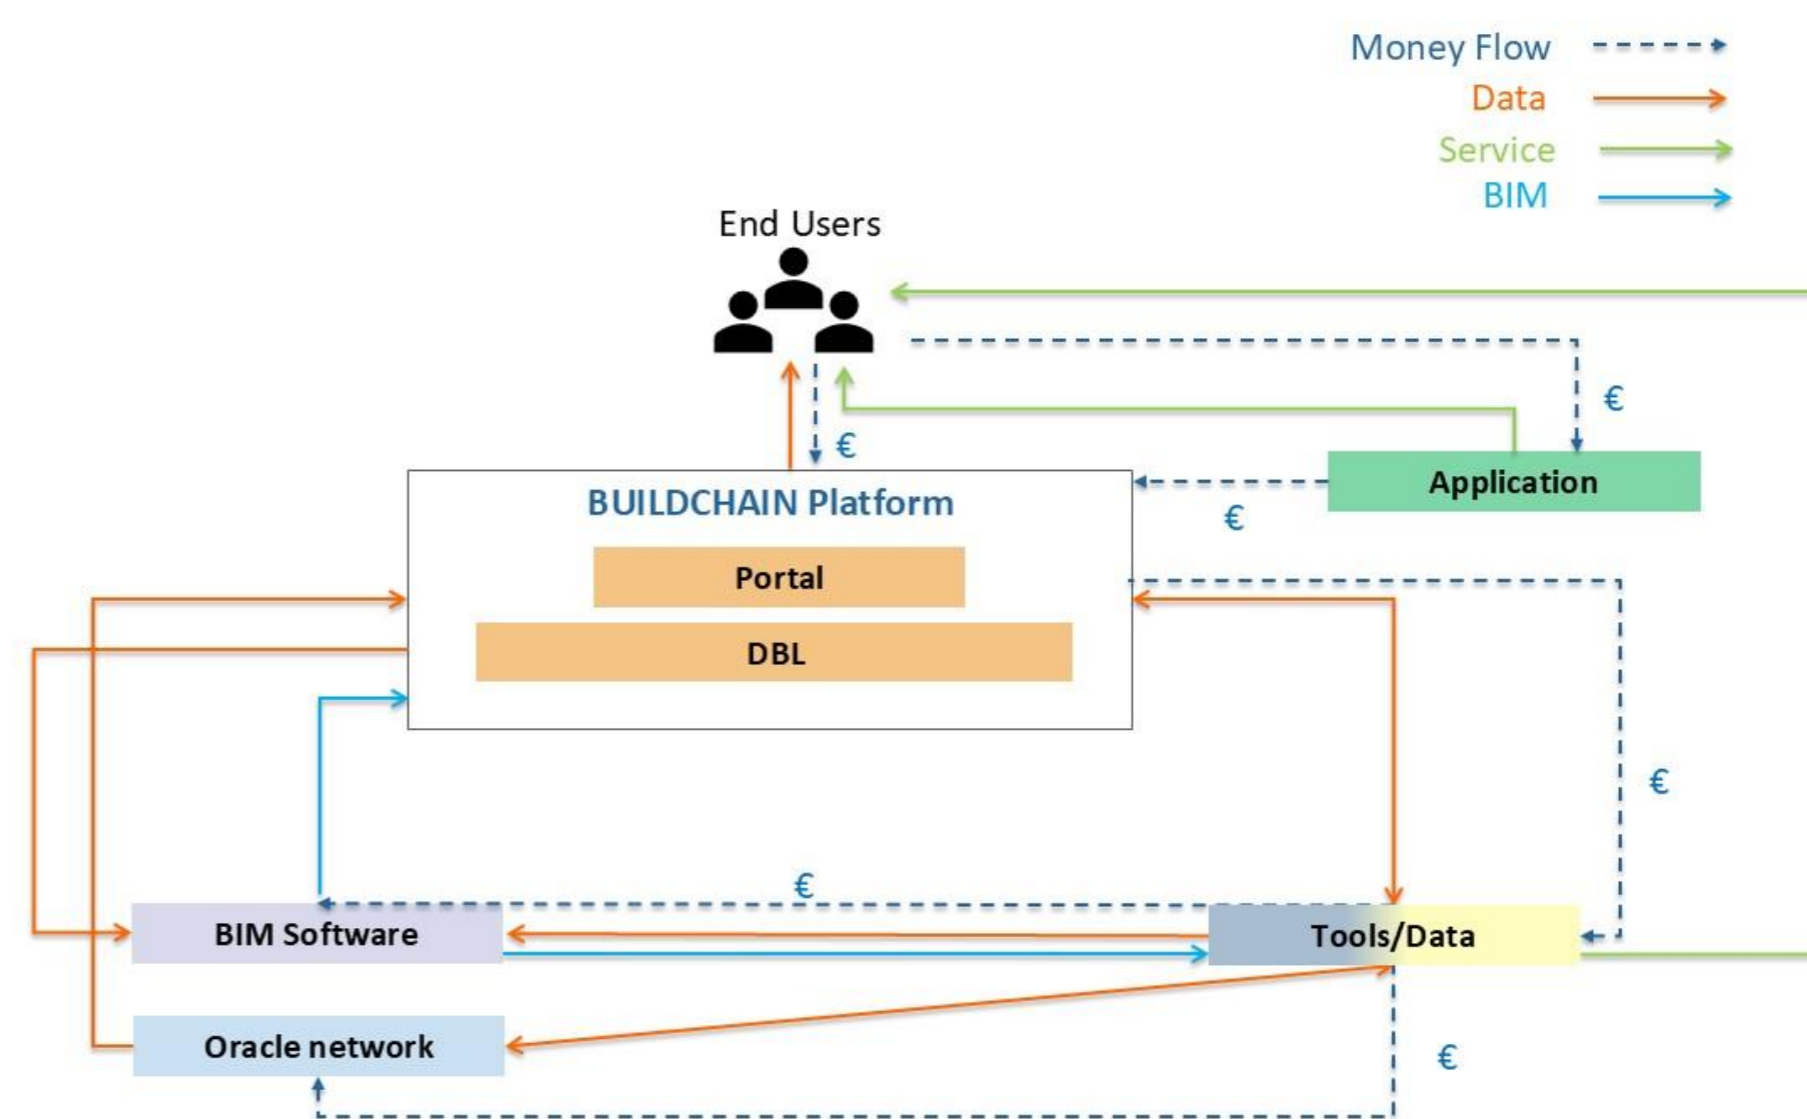 Money Flow
Data
Service
BIM
End Users
€
€
BUILDCHAIN Platform
Application
€
Portal
DBL
€
€
BIM Software
Tools/Data
Oracle network
€